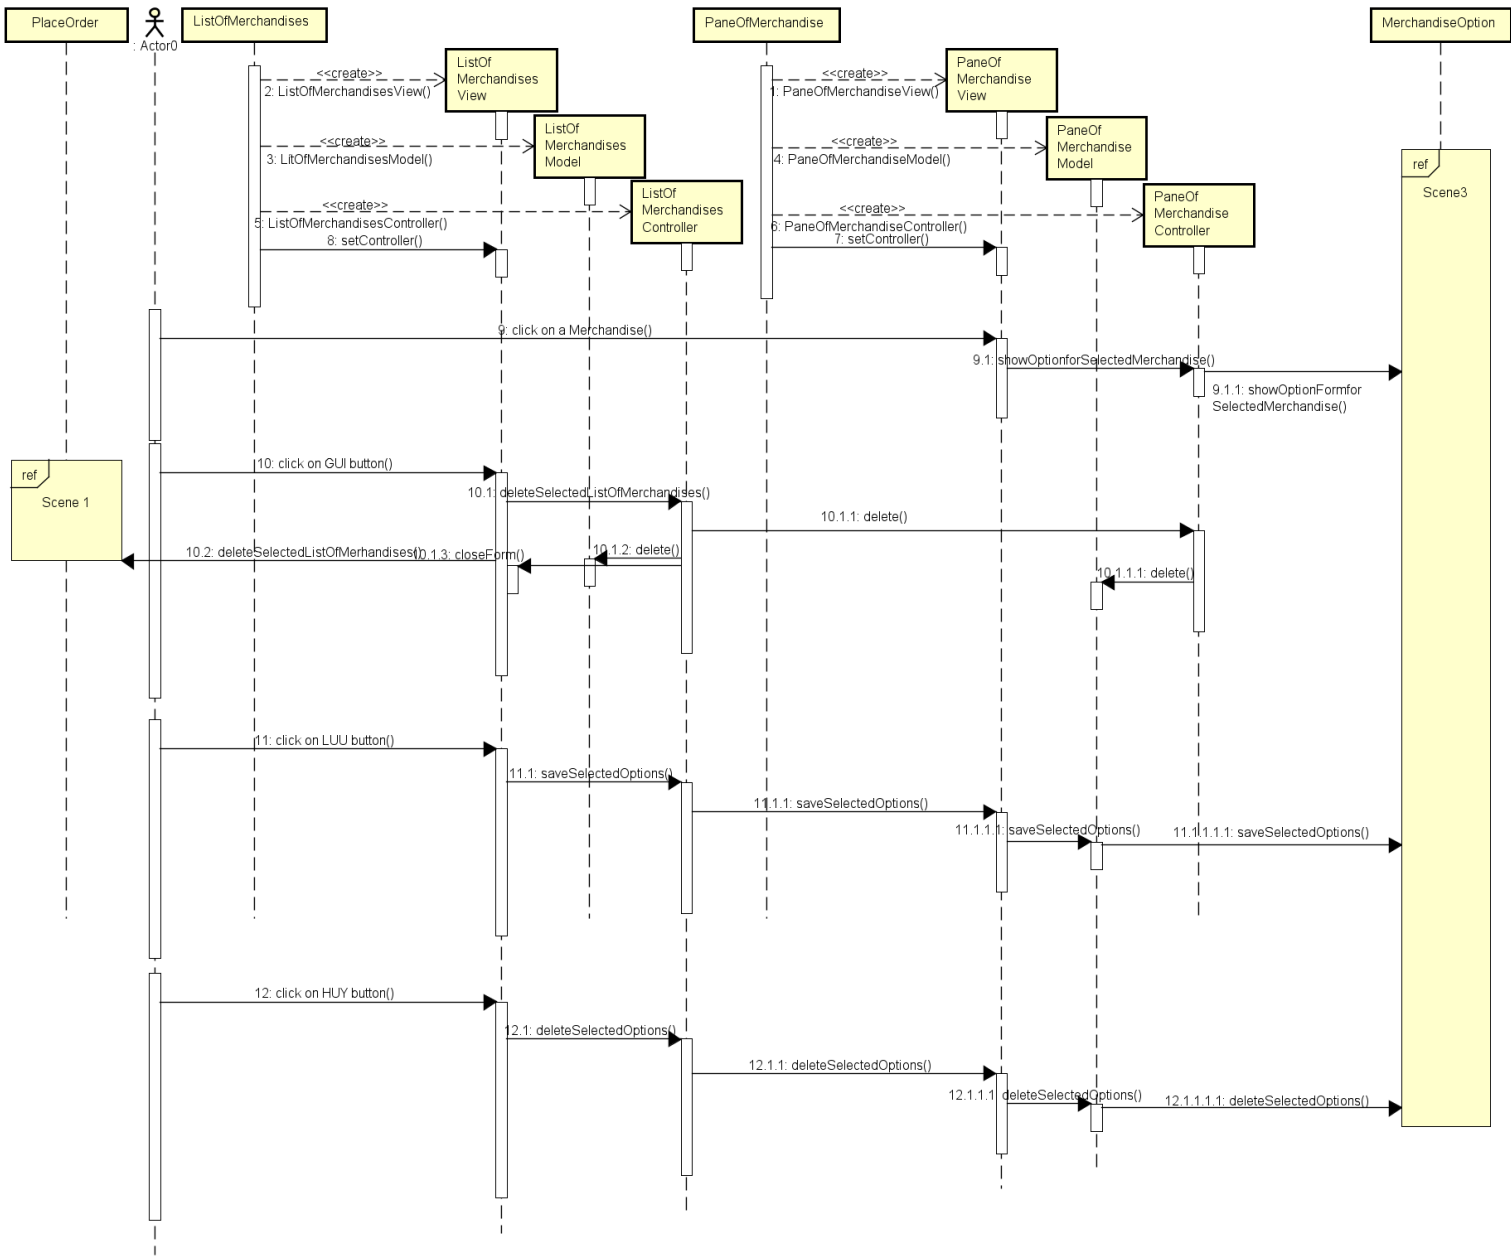 PlaceOrder
: Actor0
ListOfMerchandises
PaneOfMerchandise
MerchandiseOption
ListOf
Merchandises
View
PaneOf
Merchandise
View
<<create>>
2: ListOfMerchandisesView()
<<create>>
1: PaneOfMerchandiseView()
ListOf
Merchandises
Model
PaneOf
Merchandise
Model
<<create>>
3: LitOfMerchandisesModel()
<<create>>
4: PaneOfMerchandiseModel()
ref
Scene3
ListOf
Merchandises
Controller
PaneOf
Merchandise
Controller
<<create>>
5: ListOfMerchandisesController()
<<create>>
6: PaneOfMerchandiseController()
8: setController()
7: setController()
9: click on a Merchandise()
9.1: showOptionforSelectedMerchandise()
9.1.1: showOptionFormfor
SelectedMerchandise()
10: click on GUI button()
ref
Scene 1
10.1: deleteSelectedListOfMerchandises()
10.1.1: delete()
10.2: deleteSelectedListOfMerhandises()
10.1.3: closeForm()
10.1.2: delete()
10.1.1.1: delete()
11: click on LUU button()
11.1: saveSelectedOptions()
11.1.1: saveSelectedOptions()
11.1.1.1: saveSelectedOptions()
11.1.1.1.1: saveSelectedOptions()
12: click on HUY button()
12.1: deleteSelectedOptions()
12.1.1: deleteSelectedOptions()
12.1.1.1: deleteSelectedOptions()
12.1.1.1.1: deleteSelectedOptions()